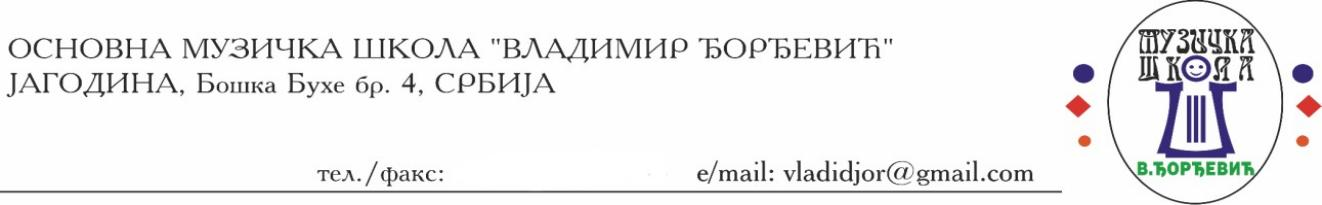 ОСНОВНА МУЗИЧКА ШКОЛА "ВЛАДИМИР ЂОРЂЕВИЋ"
ЈАГОДИНА, Бошка Бухе бр. 4, СРБИЈА
тел./факс: e/mail: vladidjor@gmail.com
МУЗИЧКА
ШКОЛА
В.ЂОРЂЕВИЋ